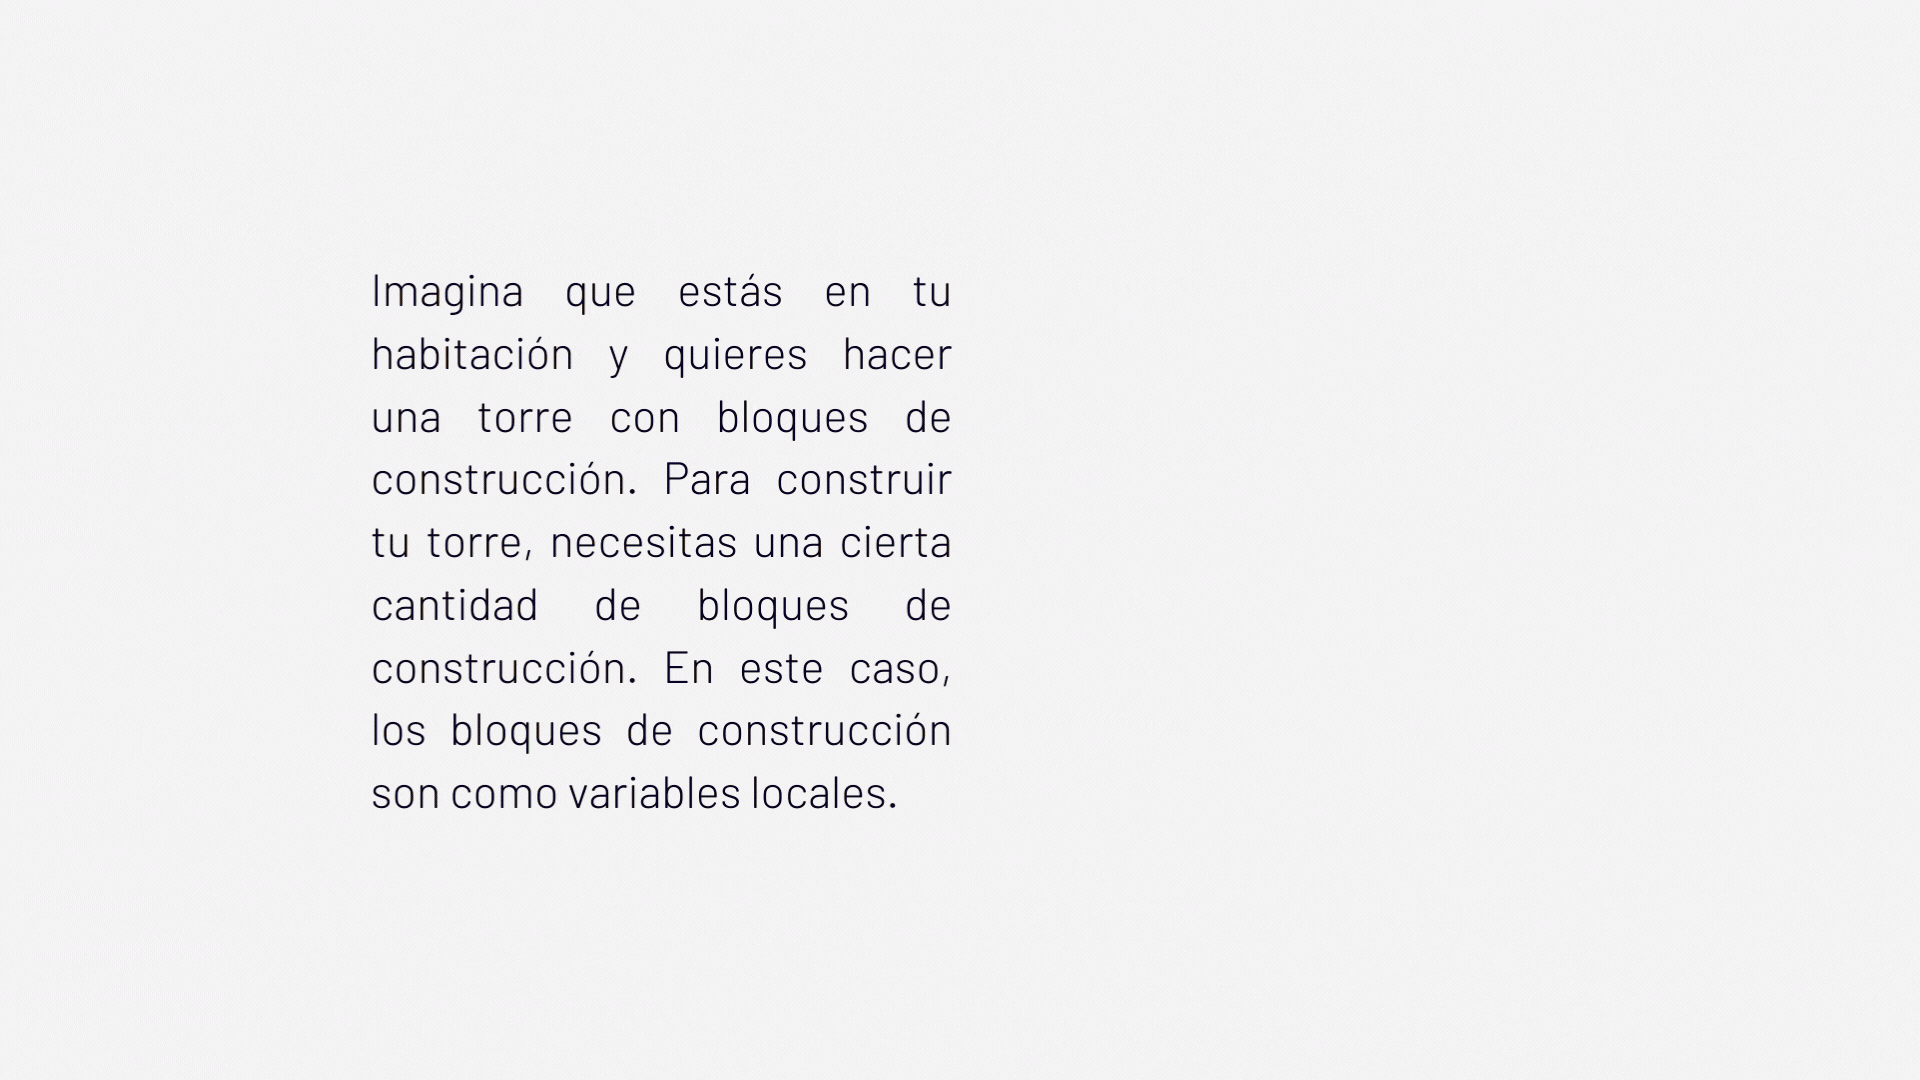 Imagina que estás en tu
habitación y quieres hacer
una torre con bloques de
construcción. Para construir
tu torre, necesitas una cierta
cantidad de bloques de
construcción. En este caso,
los bloques de construcción
son como variables locales.